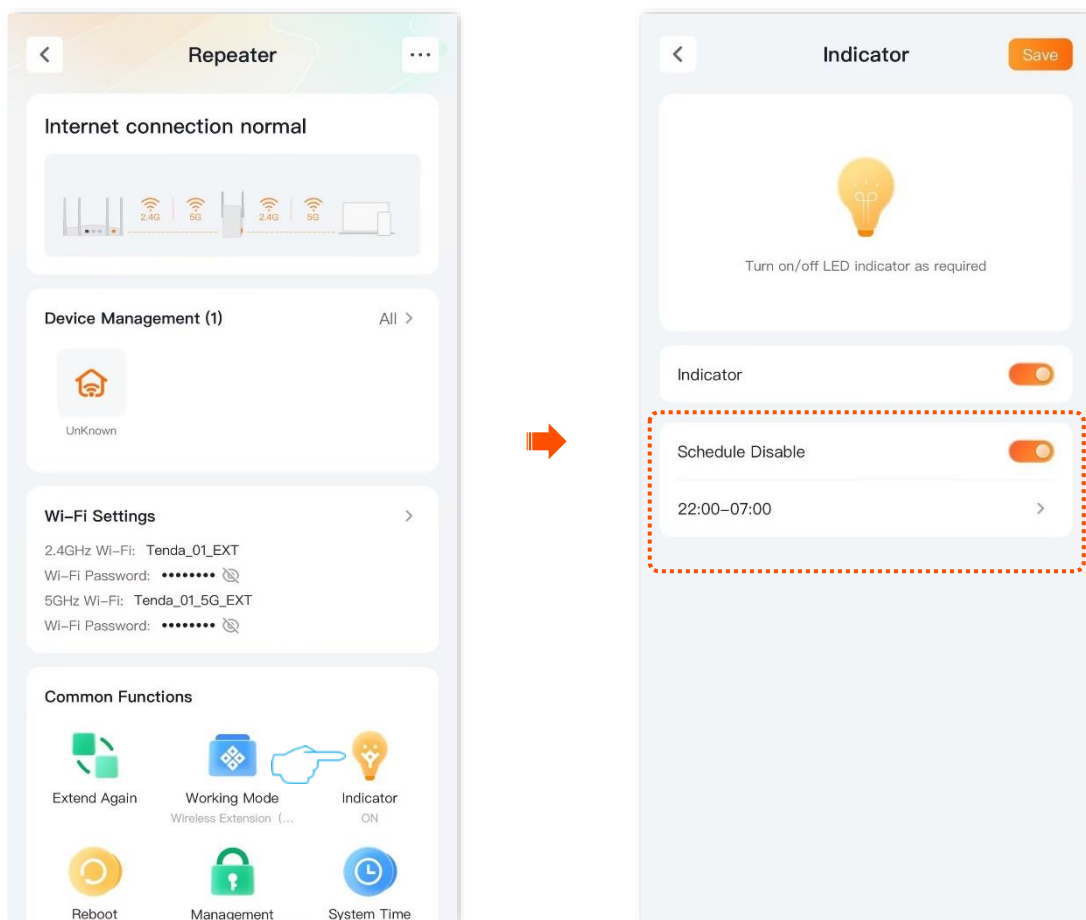 Repeater
...
Internet connection normal
2.4G
5G
2.4G
5G
Device Management (1)
All >
UnKnown
Wi-Fi Settings
2.4GHz Wi-Fi: Tenda_01_EXT
Wi-Fi Password: ••••••••
5GHz Wi-Fi: Tenda_01_5G_EXT
Wi-Fi Password: ••••••••
Common Functions
Extend Again
Working Mode
Wireless Extension (...
Indicator
ON
Reboot
Management
System Time
Indicator
Save
Turn on/off LED indicator as required
Indicator
Schedule Disable
22:00-07:00